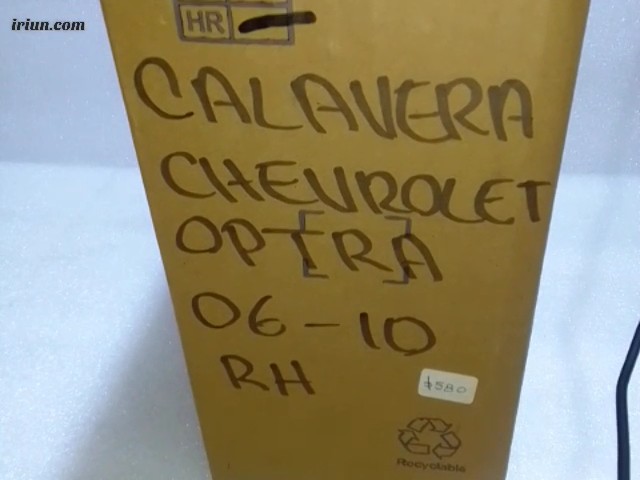 iriun.com
HR
CALAVERA
CHEVROLET
OPTRA
06-10
RH
$580
Recyclable